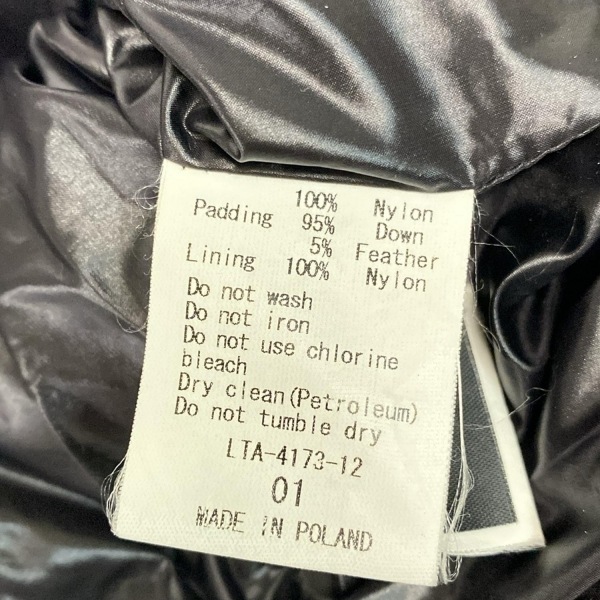 100% Nylon
Padding 95% Down
5% Feather
Lining 100% Nylon
Do not wash
Do not iron
Do not use chlorine
bleach
Dry clean(Petroleum)
Do not tumble dry
LTA-4173-12
01
MADE IN POLAND